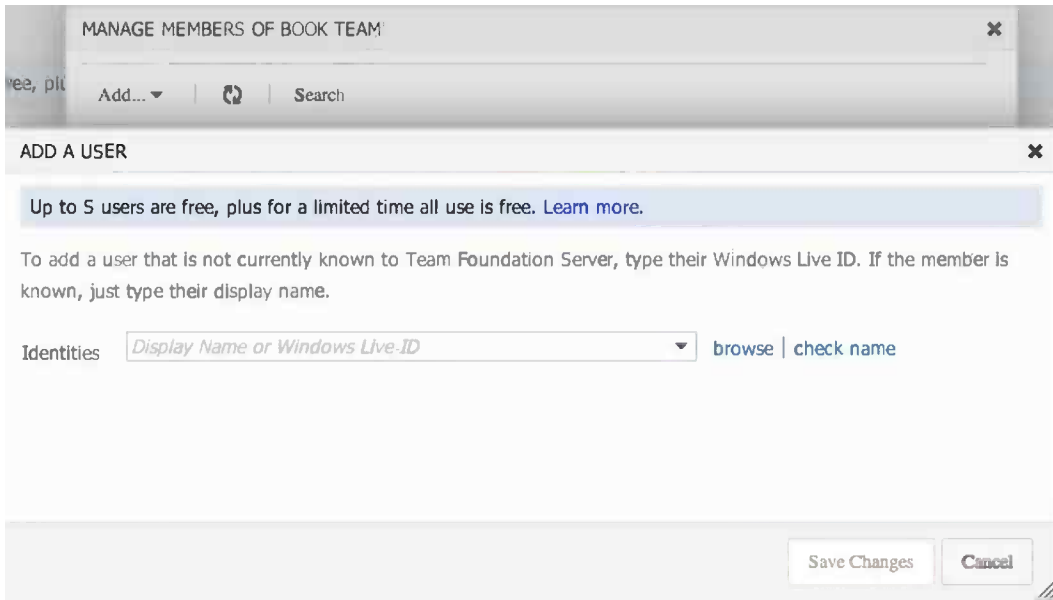 MANAGE MEMBERS OF BOOK TEAM
Add... Search
ADD A USER
Up to 5 users are free, plus for a limited time all use is free. Learn more.
To add a user that is not currently known to Team Foundation Server, type their Windows Live ID. If the member is
known, just type their display name.
Identities Display Name or Windows Live-ID browse | check name
Save Changes Cancel